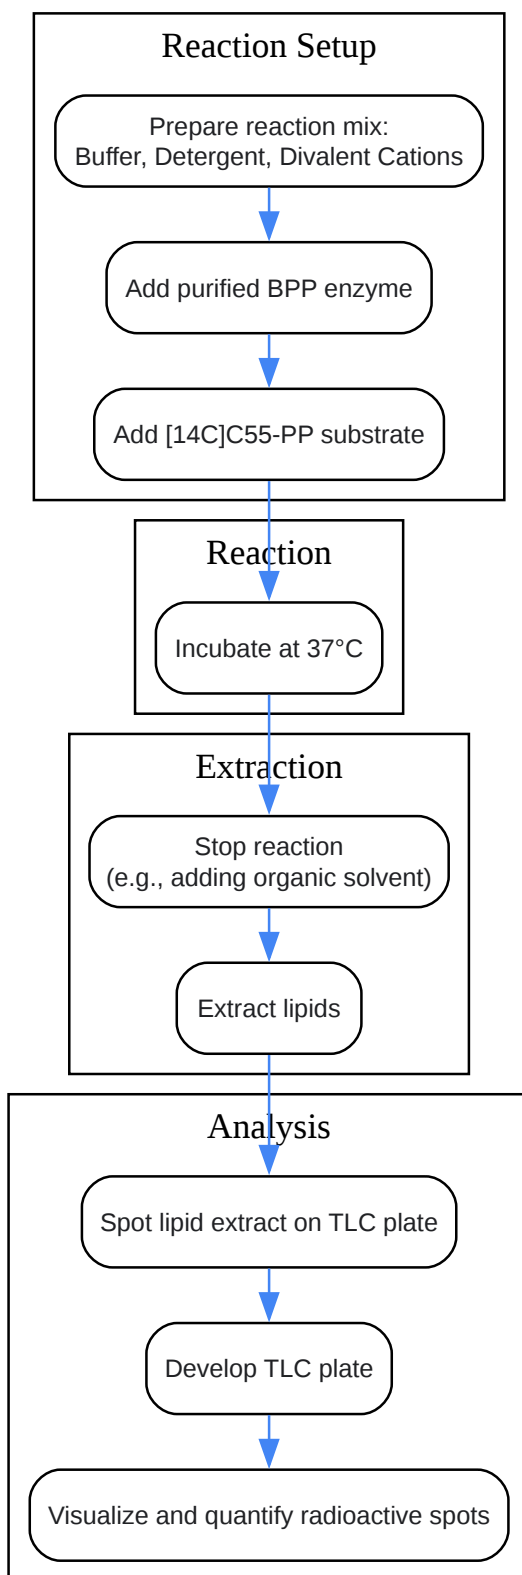 Reaction Setup
Prepare reaction mix:
Buffer, Detergent, Divalent Cations
Add purified BPP enzyme
Add [14C]C55-PP substrate
Reaction
Incubate at 37°C
Extraction
Stop reaction
(e.g., adding organic solvent)
Extract lipids
Analysis
Spot lipid extract on TLC plate
Develop TLC plate
Visualize and quantify radioactive spots